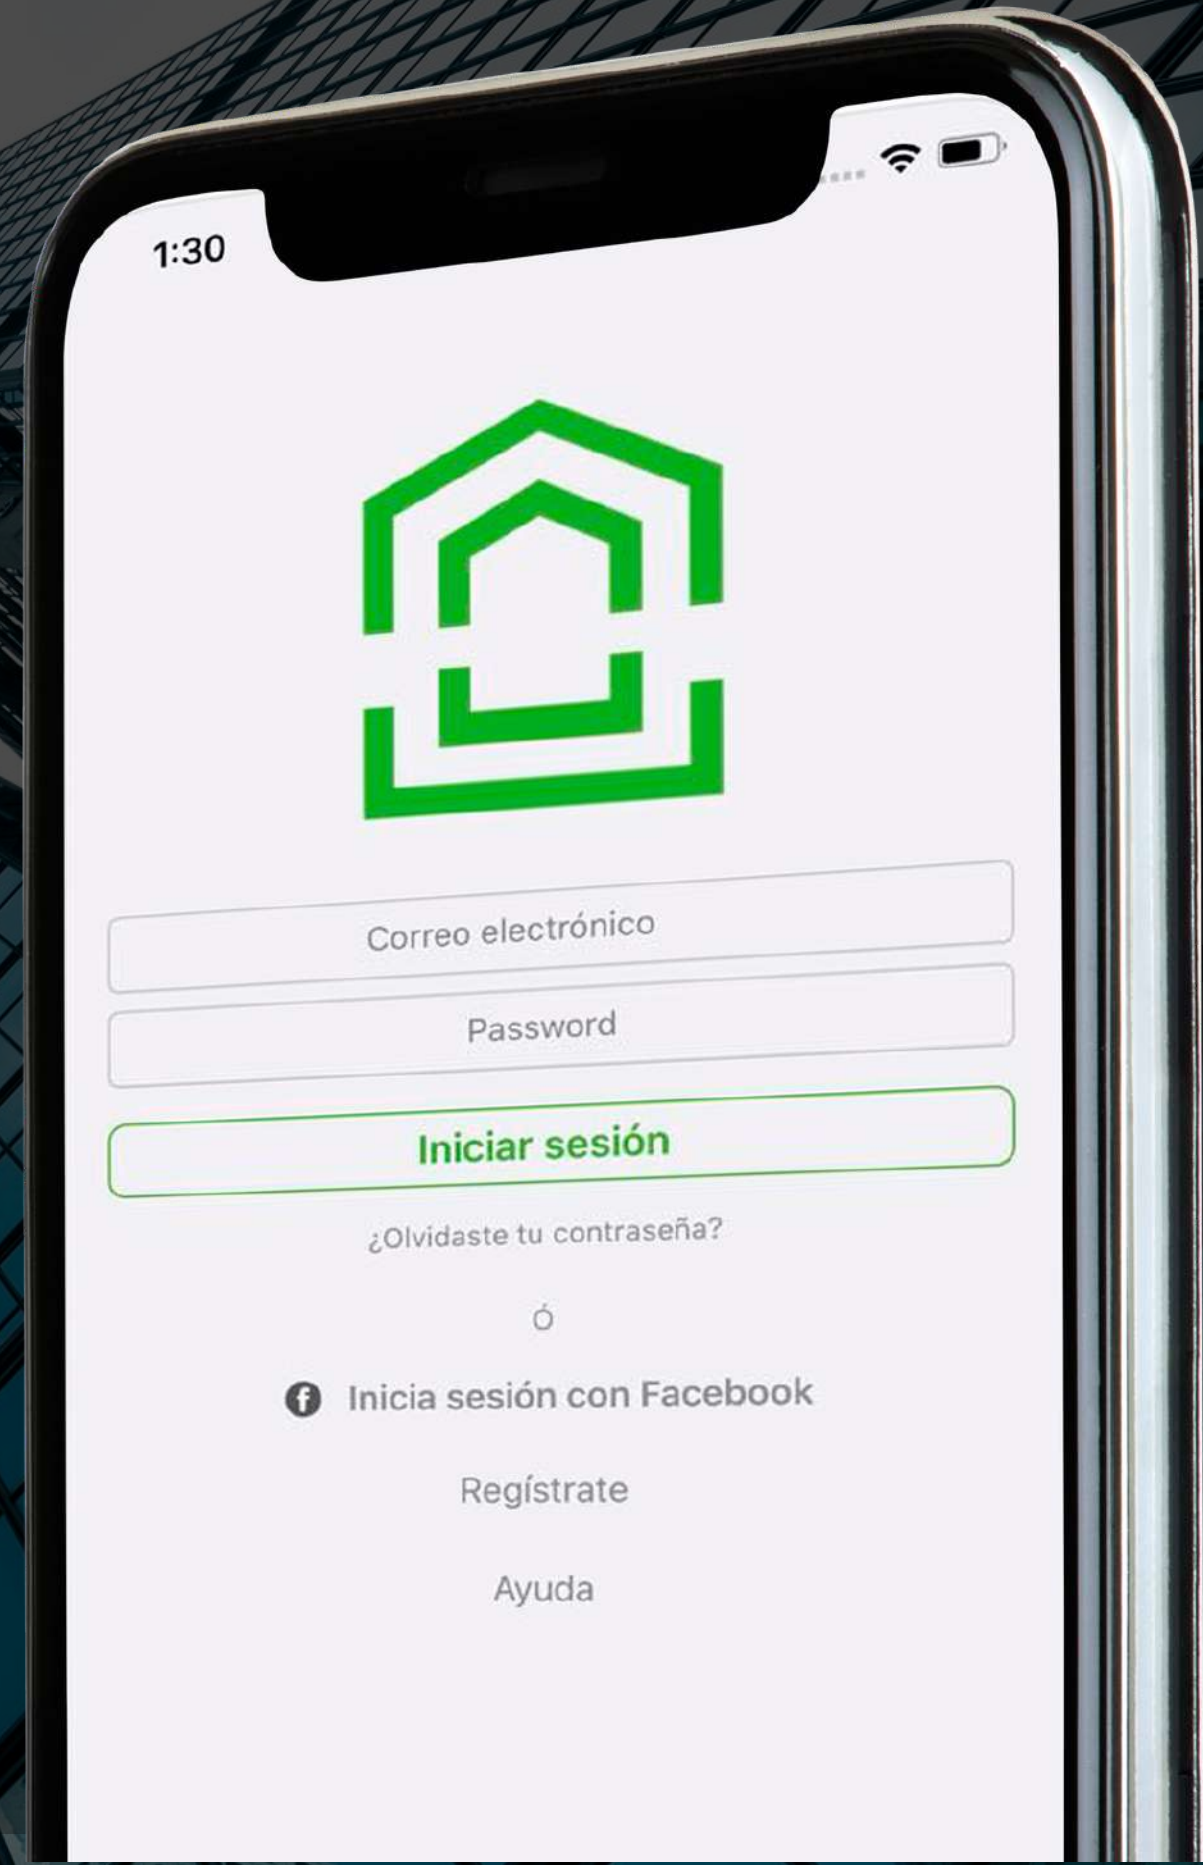 1:30
Correo electrónico
Password
Iniciar sesión
¿Olvidaste tu contraseña?
Ó
Inicia sesión con Facebook
Regístrate
Ayuda